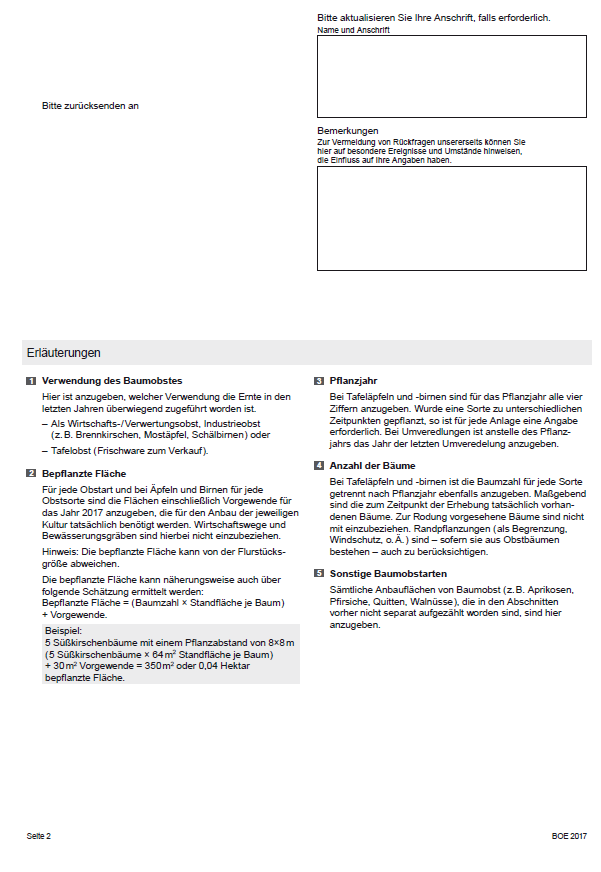 Bitte aktualisieren Sie Ihre Anschrift, falls erforderlich.
Name und Anschrift
Bitte zurücksenden an
Bemerkungen
Zur Vermeidung von Rückfragen unsererseits können Sie
hier auf besondere Ereignisse und Umstände hinweisen,
die Einfluss auf Ihre Angaben haben.
Erläuterungen
1 Verwendung des Baumobstes
Hier ist anzugeben, welcher Verwendung die Ernte in den
letzten Jahren überwiegend zugeführt worden ist.
– Als Wirtschafts-/Verwertungsobst, Industrieobst
(z. B. Brennkirschen, Mostäpfel, Schälbirnen) oder
– Tafelobst (Frischware zum Verkauf).
2 Bepflanzte Fläche
Für jede Obstart und bei Äpfeln und Birnen für jede
Obstsorte sind die Flächen einschließlich Vorgewende für
das Jahr 2017 anzugeben, die für den Anbau der jeweiligen
Kultur tatsächlich benötigt werden. Wirtschaftswege und
Bewässerungsgräben sind hierbei nicht einzubeziehen.
Hinweis: Die bepflanzte Fläche kann von der Flurstücks-
größe abweichen.
Die bepflanzte Fläche kann näherungsweise auch über
folgende Schätzung ermittelt werden:
Bepflanzte Fläche = (Baumzahl × Standfläche je Baum)
+ Vorgewende.
Beispiel:
5 Süßkirschenbäume mit einem Pflanzabstand von 8×8 m
(5 Süßkirschenbäume × 64 m² Standfläche je Baum)
+ 30 m² Vorgewende = 350 m² oder 0,04 Hektar
bepflanzte Fläche.
3 Pflanzjahr
Bei Tafeläpfeln und -birnen sind für das Pflanzjahr alle vier
Ziffern anzugeben. Wurde eine Sorte zu unterschiedlichen
Zeitpunkten gepflanzt, so ist für jede Anlage eine Angabe
erforderlich. Bei Umveredlungen ist anstelle des Pflanz-
jahrs das Jahr der letzten Umveredelung anzugeben.
4 Anzahl der Bäume
Bei Tafeläpfeln und -birnen ist die Baumzahl für jede Sorte
getrennt nach Pflanzjahr ebenfalls anzugeben. Maßgebend
sind die zum Zeitpunkt der Erhebung tatsächlich vorhan-
denen Bäume. Zur Rodung vorgesehene Bäume sind nicht
mit einzubeziehen. Randpflanzungen (als Begrenzung,
Windschutz, o. Ä.) sind – sofern sie aus Obstbäumen
bestehen – auch zu berücksichtigen.
5 Sonstige Baumobstarten
Sämtliche Anbauflächen von Baumobst (z. B. Aprikosen,
Pfirsiche, Quitten, Walnüsse), die in den Abschnitten
vorher nicht separat aufgezählt worden sind, sind hier
anzugeben.
Seite 2
BOE 2017